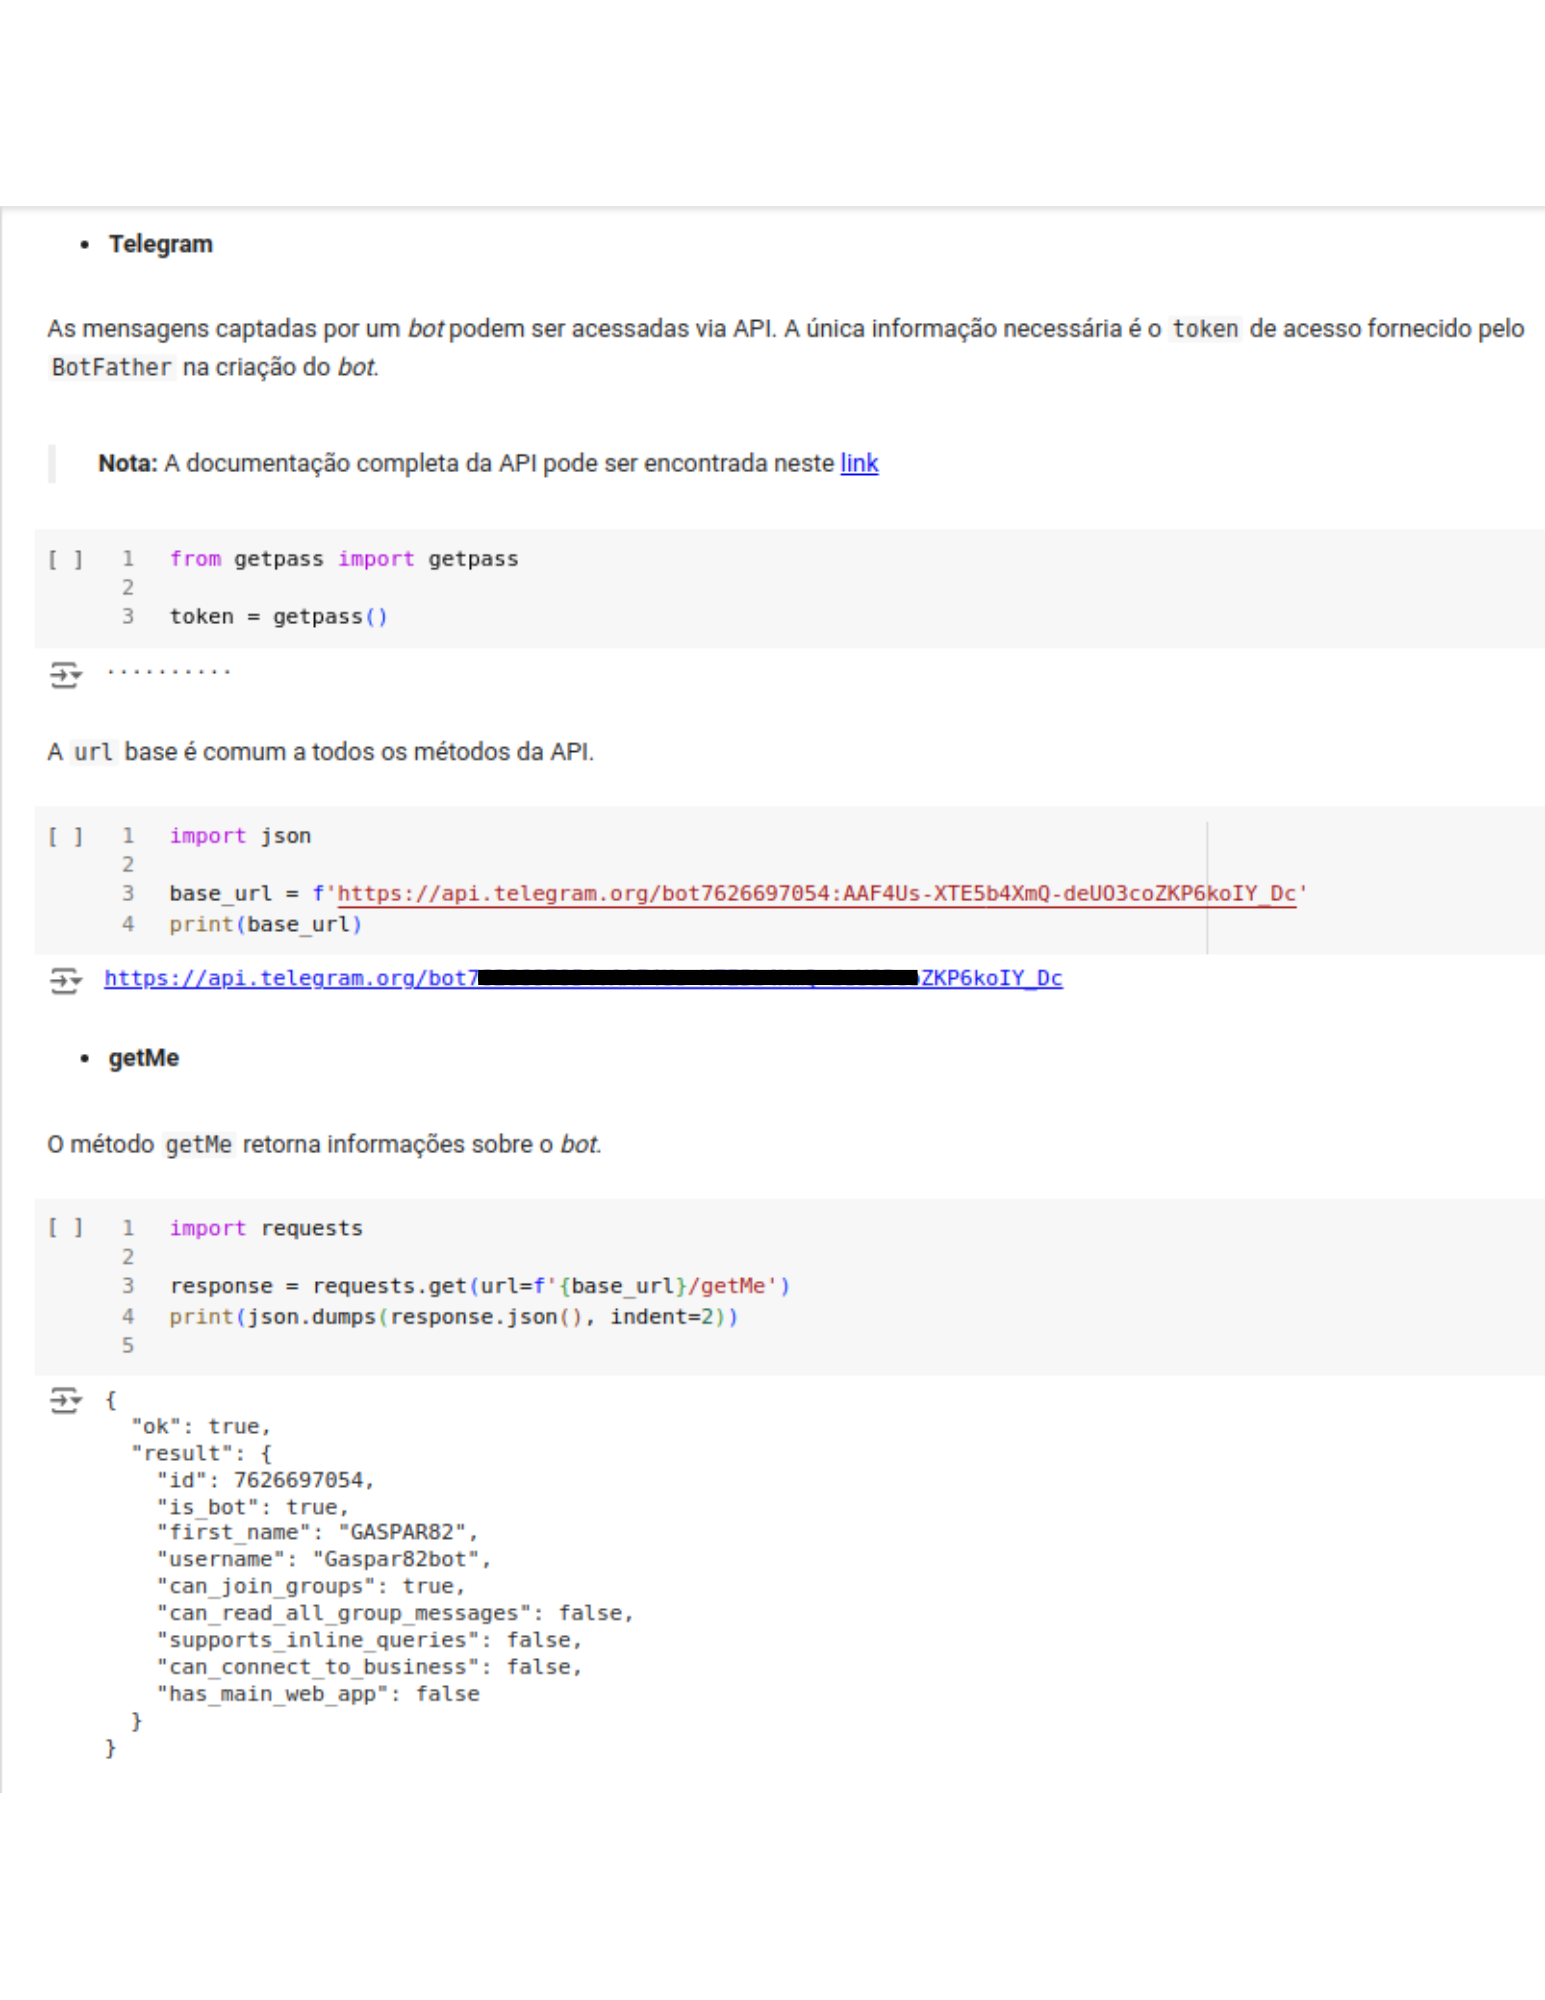 Telegram
As mensagens captadas por um bot podem ser acessadas via API. A única informação necessária é o token de acesso fornecido pelo
BotFather na criação do bot.
Nota: A documentação completa da API pode ser encontrada neste link
[ ] 1 from getpass import getpass
2
3 token = getpass()
··········
A url base é comum a todos os métodos da API.
[ ] 1 import json
2
3 base_url = f'https://api.telegram.org/bot7626697054:AAF4Us-XTE5b4XmQ-deUO3coZKP6koIY_Dc'
4 print(base_url)
https://api.telegram.org/bot7 ZKP6koIY_Dc
getMe
O método getMe retorna informações sobre o bot.
[ ] 1 import requests
2
3 response = requests.get(url=f'{base_url}/getMe')
4 print(json.dumps(response.json(), indent=2))
5
{
"ok": true,
"result": {
"id": 7626697054,
"is_bot": true,
"first_name": "GASPAR82",
"username": "Gaspar82bot",
"can_join_groups": true,
"can_read_all_group_messages": false,
"supports_inline_queries": false,
"can_connect_to_business": false,
"has_main_web_app": false
}
}